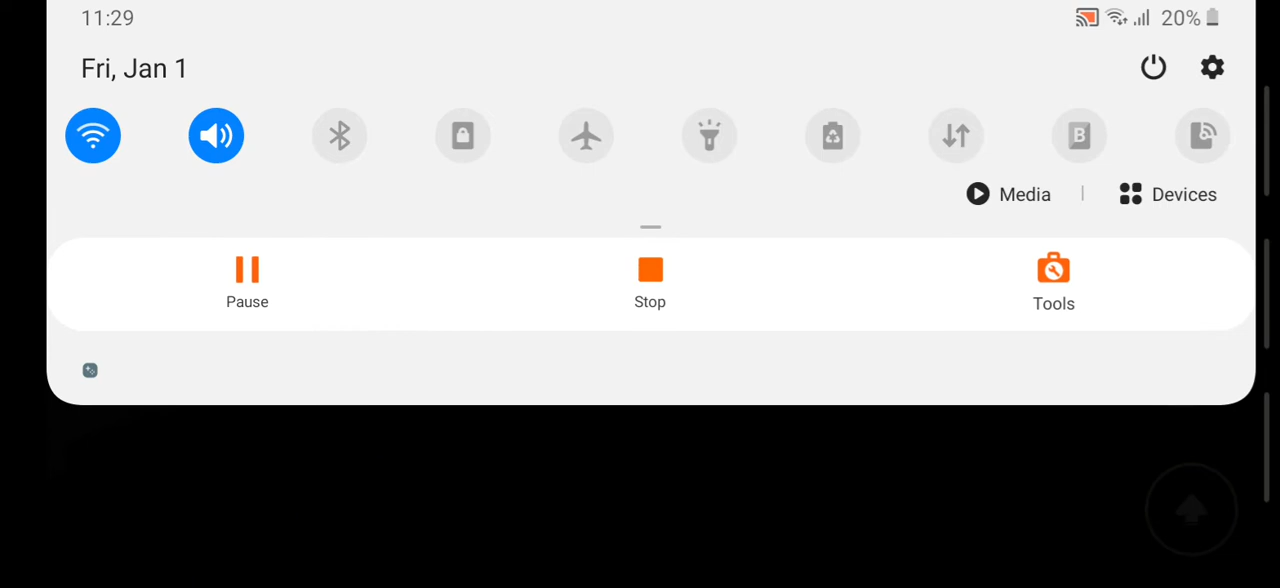 11:29 20%
Fri, Jan 1
B
Media | Devices
Pause Stop Tools